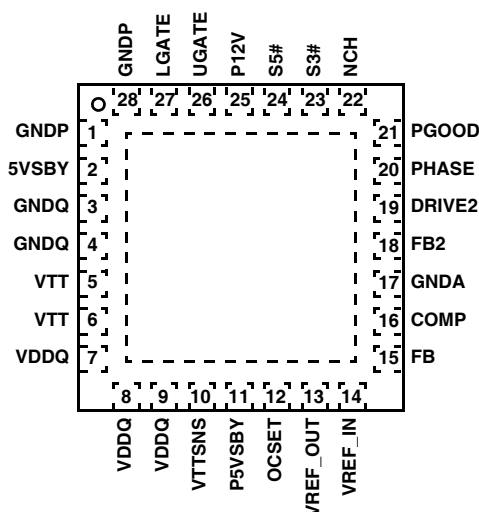 GNDP
LGATE
UGATE
P12V
S5#
S3#
NCH
28 27 26 25 24 23 22
GNDP 1
5VSBY 2
GNDQ 3
GNDQ 4
VTT 5
VTT 6
VDDQ 7
21 PGOOD
20 PHASE
19 DRIVE2
18 FB2
17 GNDA
16 COMP
15 FB
8 9 10 11 12 13 14
VDDQ
VDDQ
VTTSNS
P5VSBY
OCSET
VREF_OUT
VREF_IN